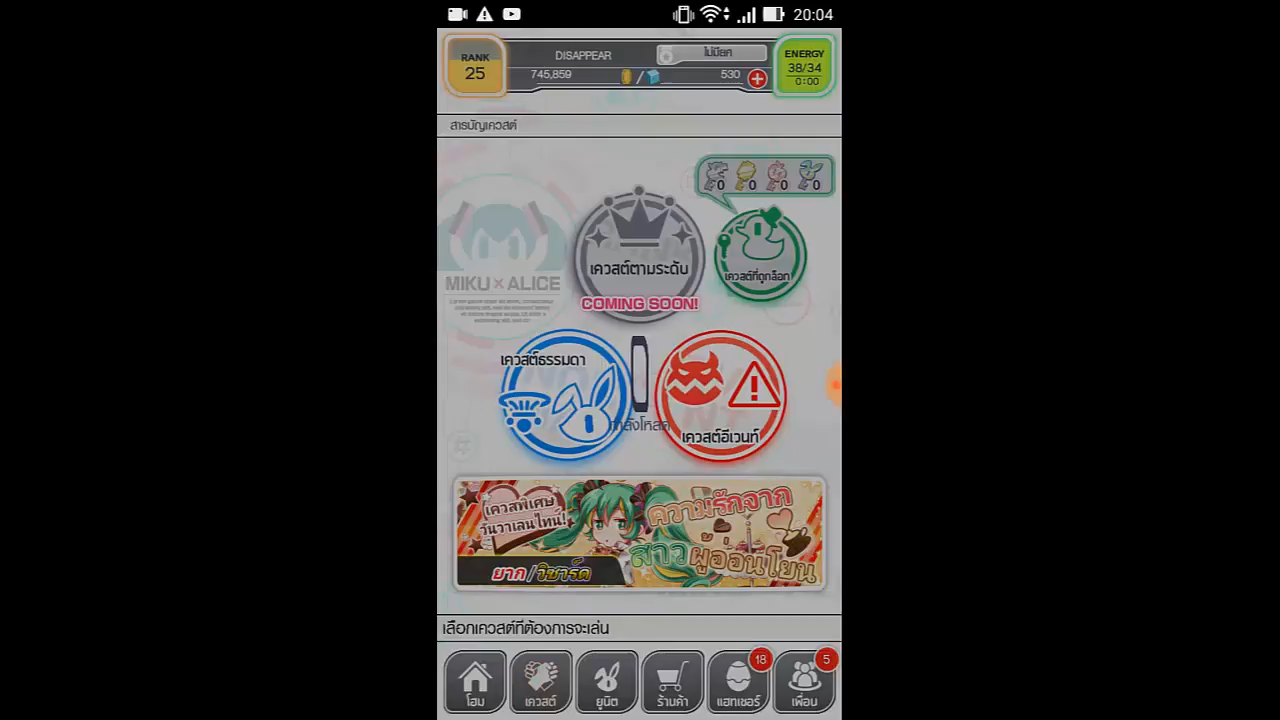 20:04
RANK
25
DISAPPEAR
ไม่มียศ
745,859
/
530
ENERGY
38/34
0:00
สารบัญเควสต์
0
0
0
0
เควสต์ตามระดับ
COMING SOON!
เควสต์ที่ถูกล็อก
MIKU×ALICE
เควสต์ธรรมดา
กำลังโหลด
เควสต์อีเวนท์
เควสพิเศษ
วันวาเลนไทน์!
ความรักจาก
สาวผู้อ่อนโยน
ยาก/วิซาร์ด
เลือกเควสต์ที่ต้องการจะเล่น
18
5
โฮม
เควสต์
ยูนิต
ร้านค้า
แฮทเชอร์
เพื่อน